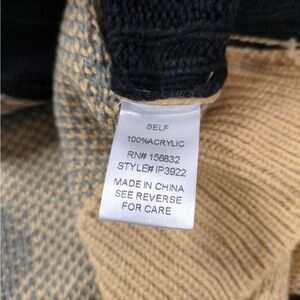 SELF
100%ACRYLIC
RN# 156832
STYLE# IP3922
MADE IN CHINA
SEE REVERSE
FOR CARE